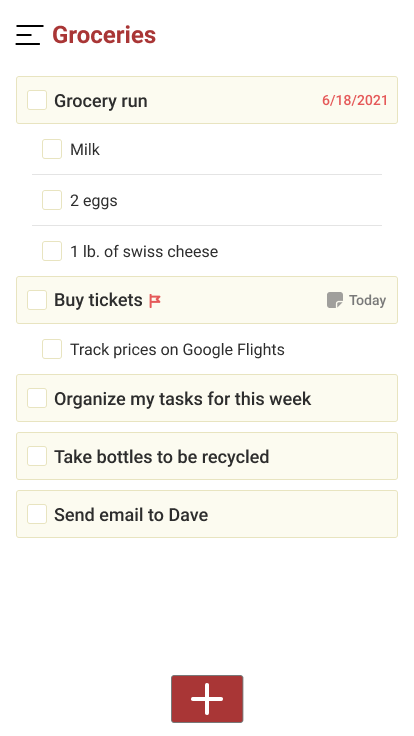 Groceries
Grocery run 6/18/2021
Milk
2 eggs
1 lb. of swiss cheese
Buy tickets Today
Track prices on Google Flights
Organize my tasks for this week
Take bottles to be recycled
Send email to Dave